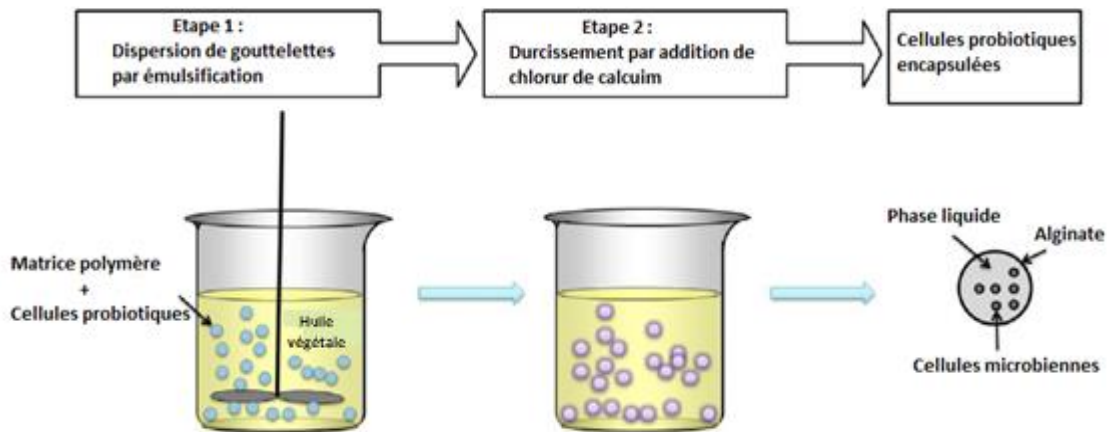 Etape 1 :
Dispersion de gouttelettes
par émulsification
Etape 2 :
Durcissement par addition de
chlorur de calcuim
Cellules probiotiques
encapsulées
Matrice polymère
+
Cellules probiotiques
Huile
végétale
Phase liquide
Alginate
Cellules microbiennes